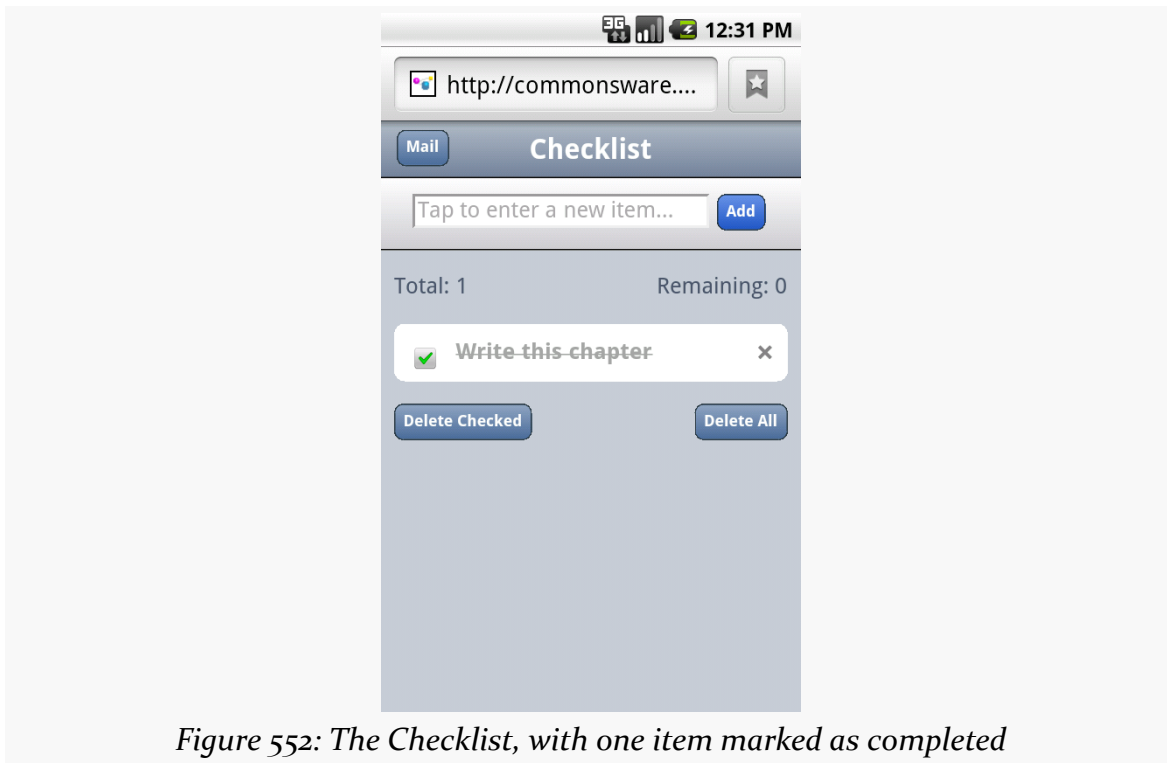 3G 12:31 PM
http://commonsware....
Mail Checklist
Tap to enter a new item... Add
Total: 1 Remaining: 0
Write this chapter ×
Delete Checked Delete All
Figure 552: The Checklist, with one item marked as completed